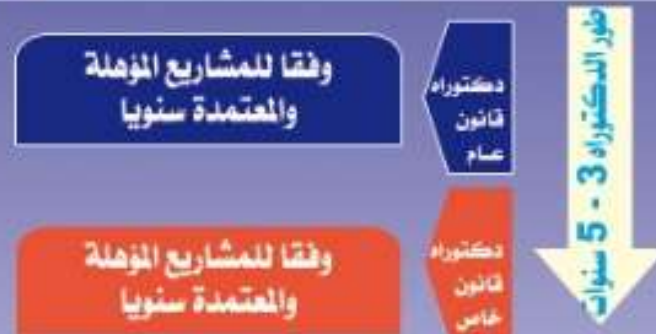 طور الدكتوراه 3 - 5 سنوات
دكتوراه
قانون
عام
وفقا للمشاريع المؤهلة
والمعتمدة سنويا
دكتوراه
قانون
خاص
وفقا للمشاريع المؤهلة
والمعتمدة سنويا